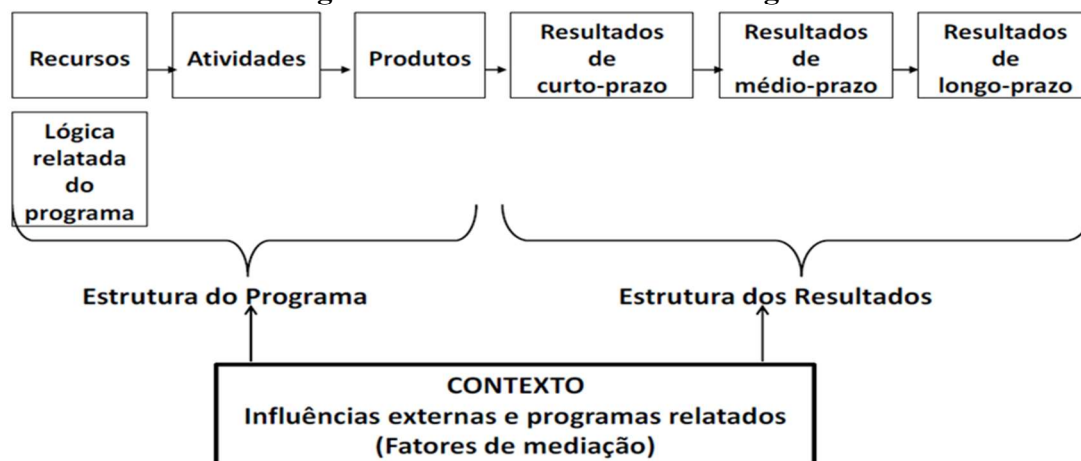 Recursos
Atividades
Produtos
Resultados
de
curto-prazo
Resultados
de
médio-prazo
Resultados
de
longo-prazo
Lógica
relatada
do
programa
Estrutura do Programa
Estrutura dos Resultados
CONTEXTO
Influências externas e programas relatados
(Fatores de mediação)